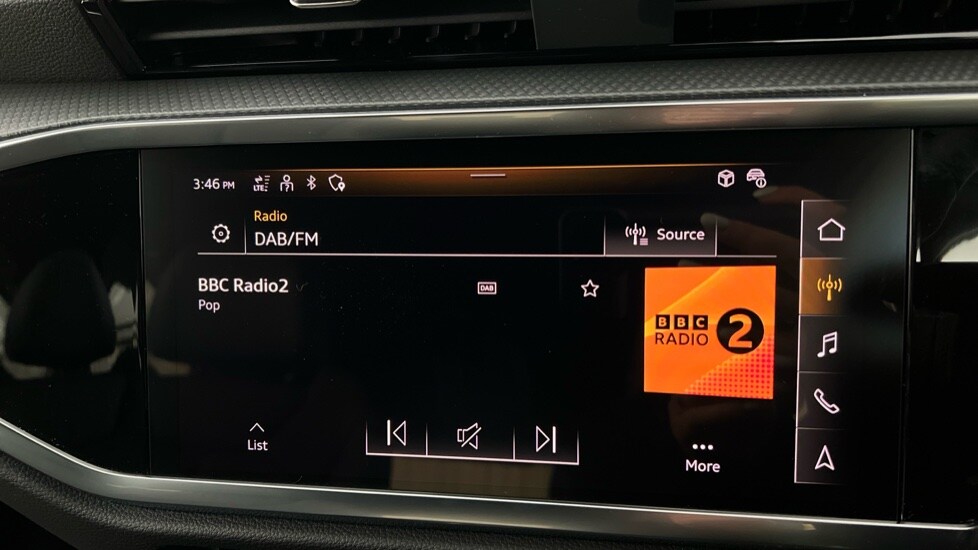 3:46 PM LTE
Radio
DAB/FM
Source
BBC Radio2
DAB
Pop
BBC
RADIO 2
List
More